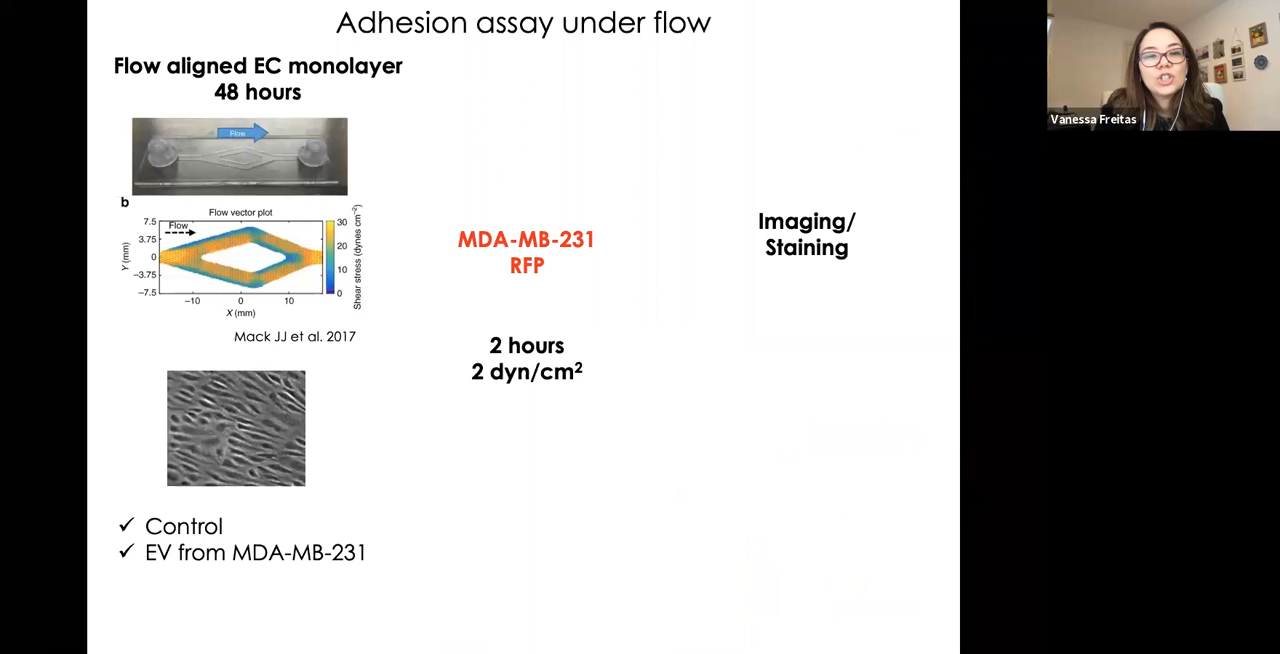 Adhesion assay under flow
Flow aligned EC monolayer
48 hours
Flow
b
Flow vector plot
Flow
7.5
3.75
0
−3.75
−7.5
Y (mm)
−10
0
10
X (mm)
30
20
10
0
Shear stress (dynes cm⁻²)
Mack JJ et al. 2017
MDA-MB-231
RFP
2 hours
2 dyn/cm²
Imaging/
Staining
✓ Control
✓ EV from MDA-MB-231
Vanessa Freitas